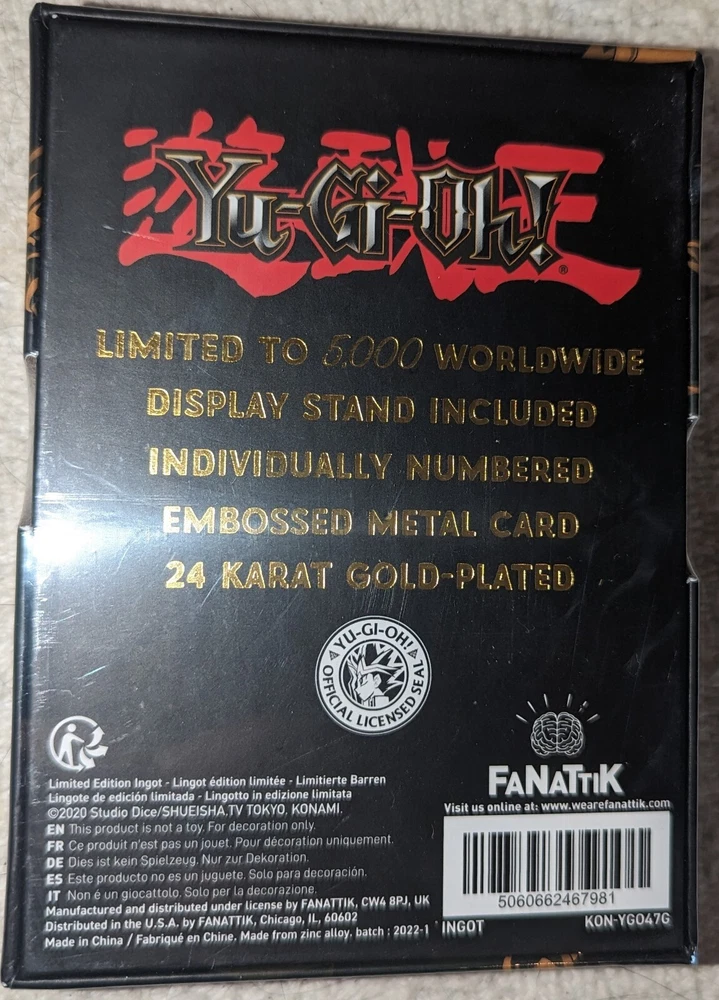 遊戯王
Yu-Gi-Oh!
®
LIMITED TO 5,000 WORLDWIDE
DISPLAY STAND INCLUDED
INDIVIDUALLY NUMBERED
EMBOSSED METAL CARD
24 KARAT GOLD-PLATED
YU-GI-OH!
OFFICIAL LICENSED SEAL
FANATTIK
Visit us online at: www.wearefanattik.com
Limited Edition Ingot - Lingot édition limitée - Limitierte Barren
Lingote de edición limitada - Lingotto in edizione limitata
©2020 Studio Dice/SHUEISHA,TV TOKYO, KONAMI.
EN This product is not a toy. For decoration only.
FR Ce produit n'est pas un jouet. Pour décoration uniquement.
DE Dies ist kein Spielzeug. Nur zur Dekoration.
ES Este producto no es un juguete. Solo para decoración.
IT Non é un giocattolo. Solo per la decorazione.
Manufactured and distributed under license by FANATTIK, CW4 8PJ, UK
Distributed in the U.S.A. by FANATTIK, Chicago, IL, 60602
Made in China / Fabriqué en Chine. Made from zinc alloy, batch : 2022-1
5060662467981
INGOT KON-YGO47G